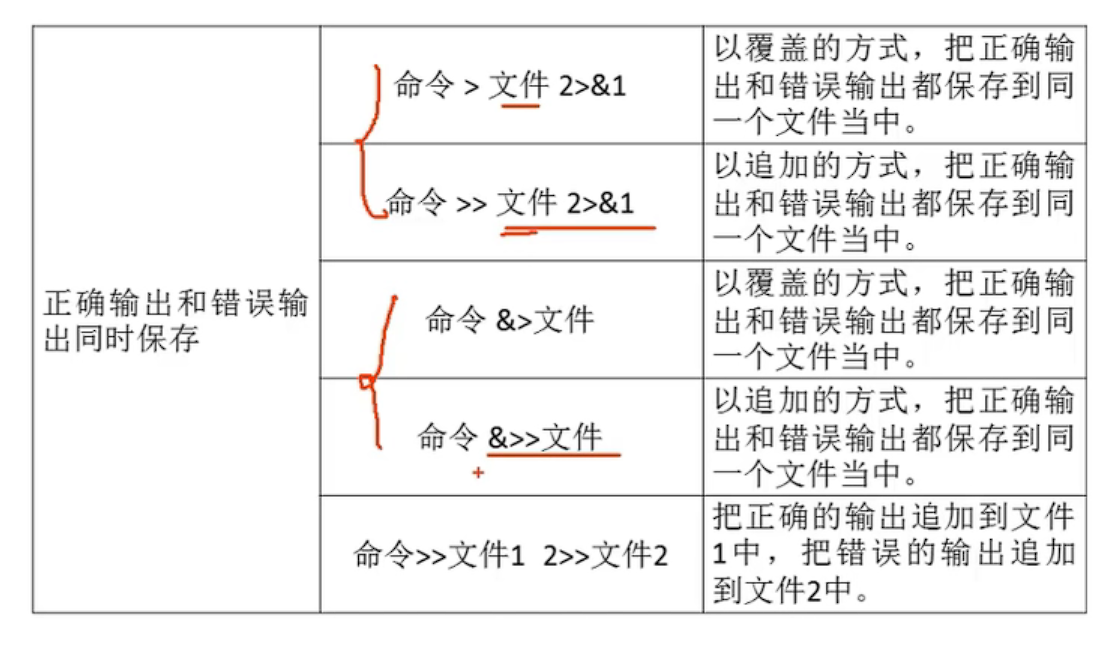 正确输出和错误输
出同时保存
命令 > 文件 2>&1
以覆盖的方式，把正确输
出和错误输出都保存到同
一个文件当中。
命令 >> 文件 2>&1
以追加的方式，把正确输
出和错误输出都保存到同
一个文件当中。
命令 &>文件
以覆盖的方式，把正确输
出和错误输出都保存到同
一个文件当中。
命令 &>>文件
以追加的方式，把正确输
出和错误输出都保存到同
一个文件当中。
命令>>文件1 2>>文件2
把正确的输出追加到文件
1中，把错误的输出追加
到文件2中。